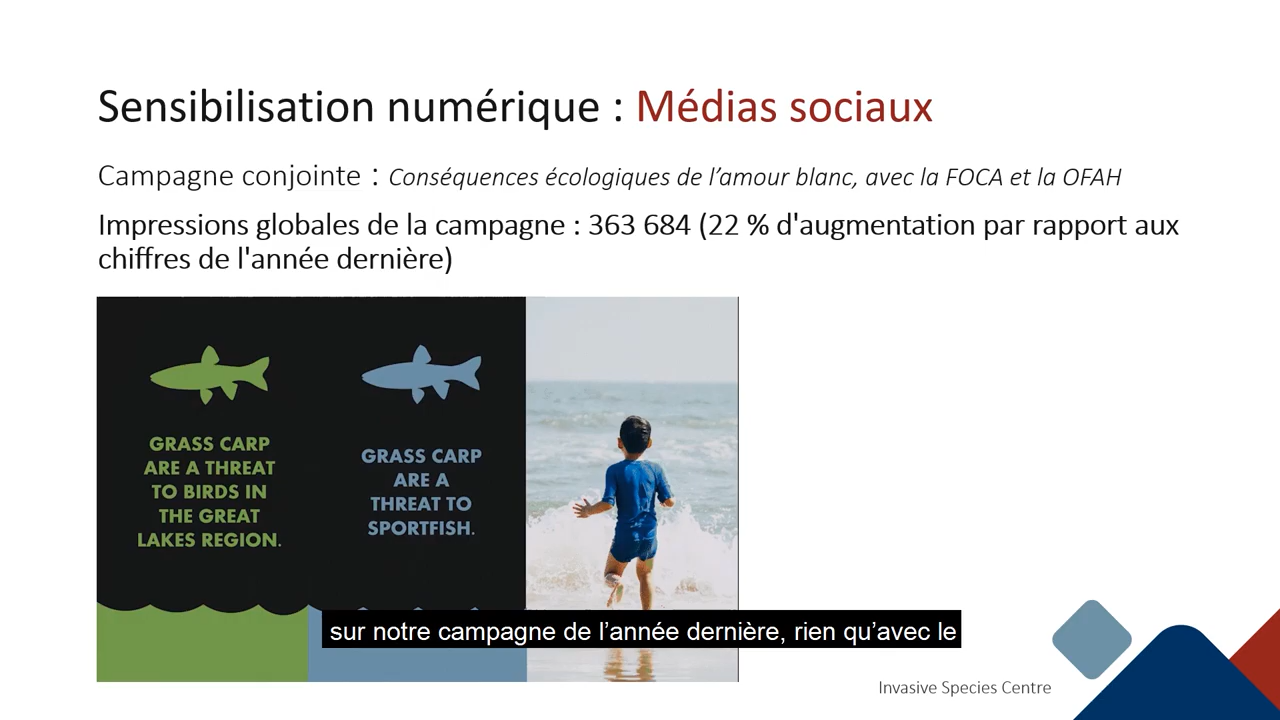 Sensibilisation numérique : Médias sociaux
Campagne conjointe : Conséquences écologiques de l’amour blanc, avec la FOCA et la OFAH
Impressions globales de la campagne : 363 684 (22 % d'augmentation par rapport aux
chiffres de l'année dernière)
GRASS CARP
ARE A THREAT
TO BIRDS IN
THE GREAT
LAKES REGION.
GRASS CARP
ARE A
THREAT TO
SPORTFISH.
sur notre campagne de l’année dernière, rien qu’avec le
Invasive Species Centre